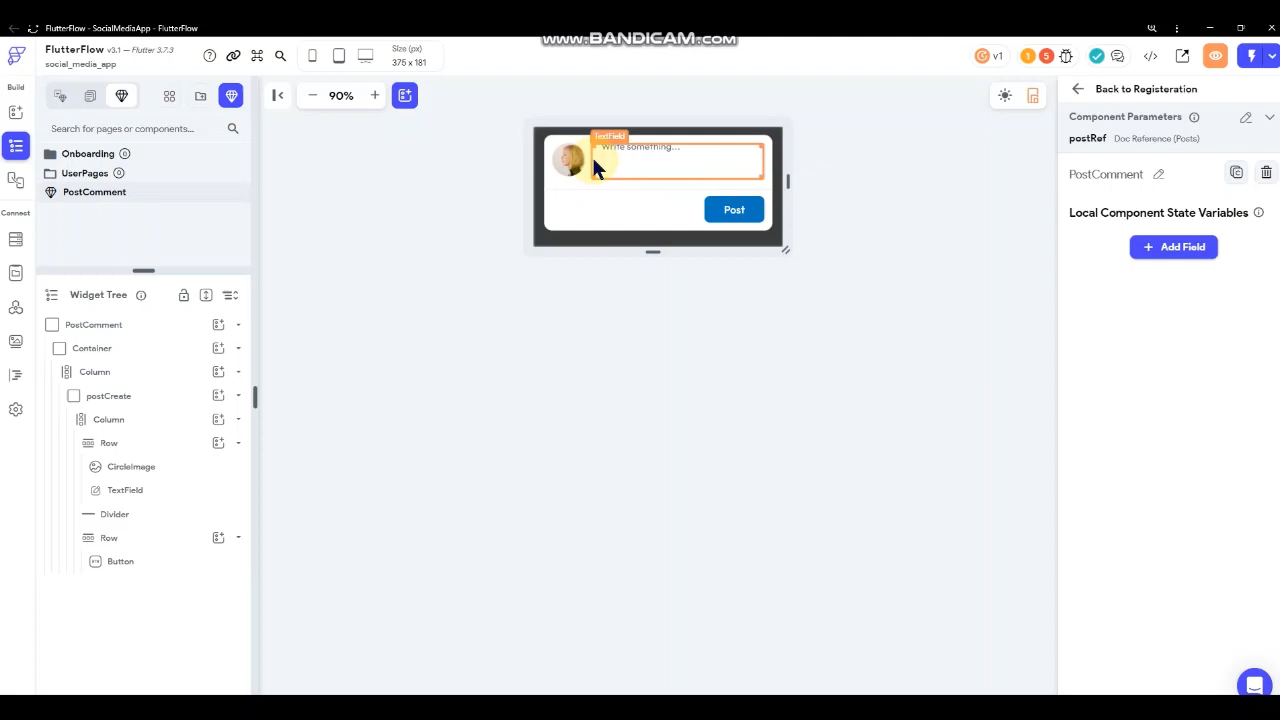 FlutterFlow - SocialMediaApp - FlutterFlow
www.BANDICAM.com
FlutterFlow v3.1 – Flutter 3.7.3
social_media_app
Size (px)
375 x 181
v1
1
5
Build
90%
Back to Registeration
Search for pages or components...
Component Parameters
postRef Doc Reference (Posts)
Onboarding
UserPages
PostComment
TextField
Write something...
Post
PostComment
Connect
Local Component State Variables
Add Field
Widget Tree
PostComment
Container
Column
postCreate
Column
Row
CircleImage
TextField
Divider
Row
Button